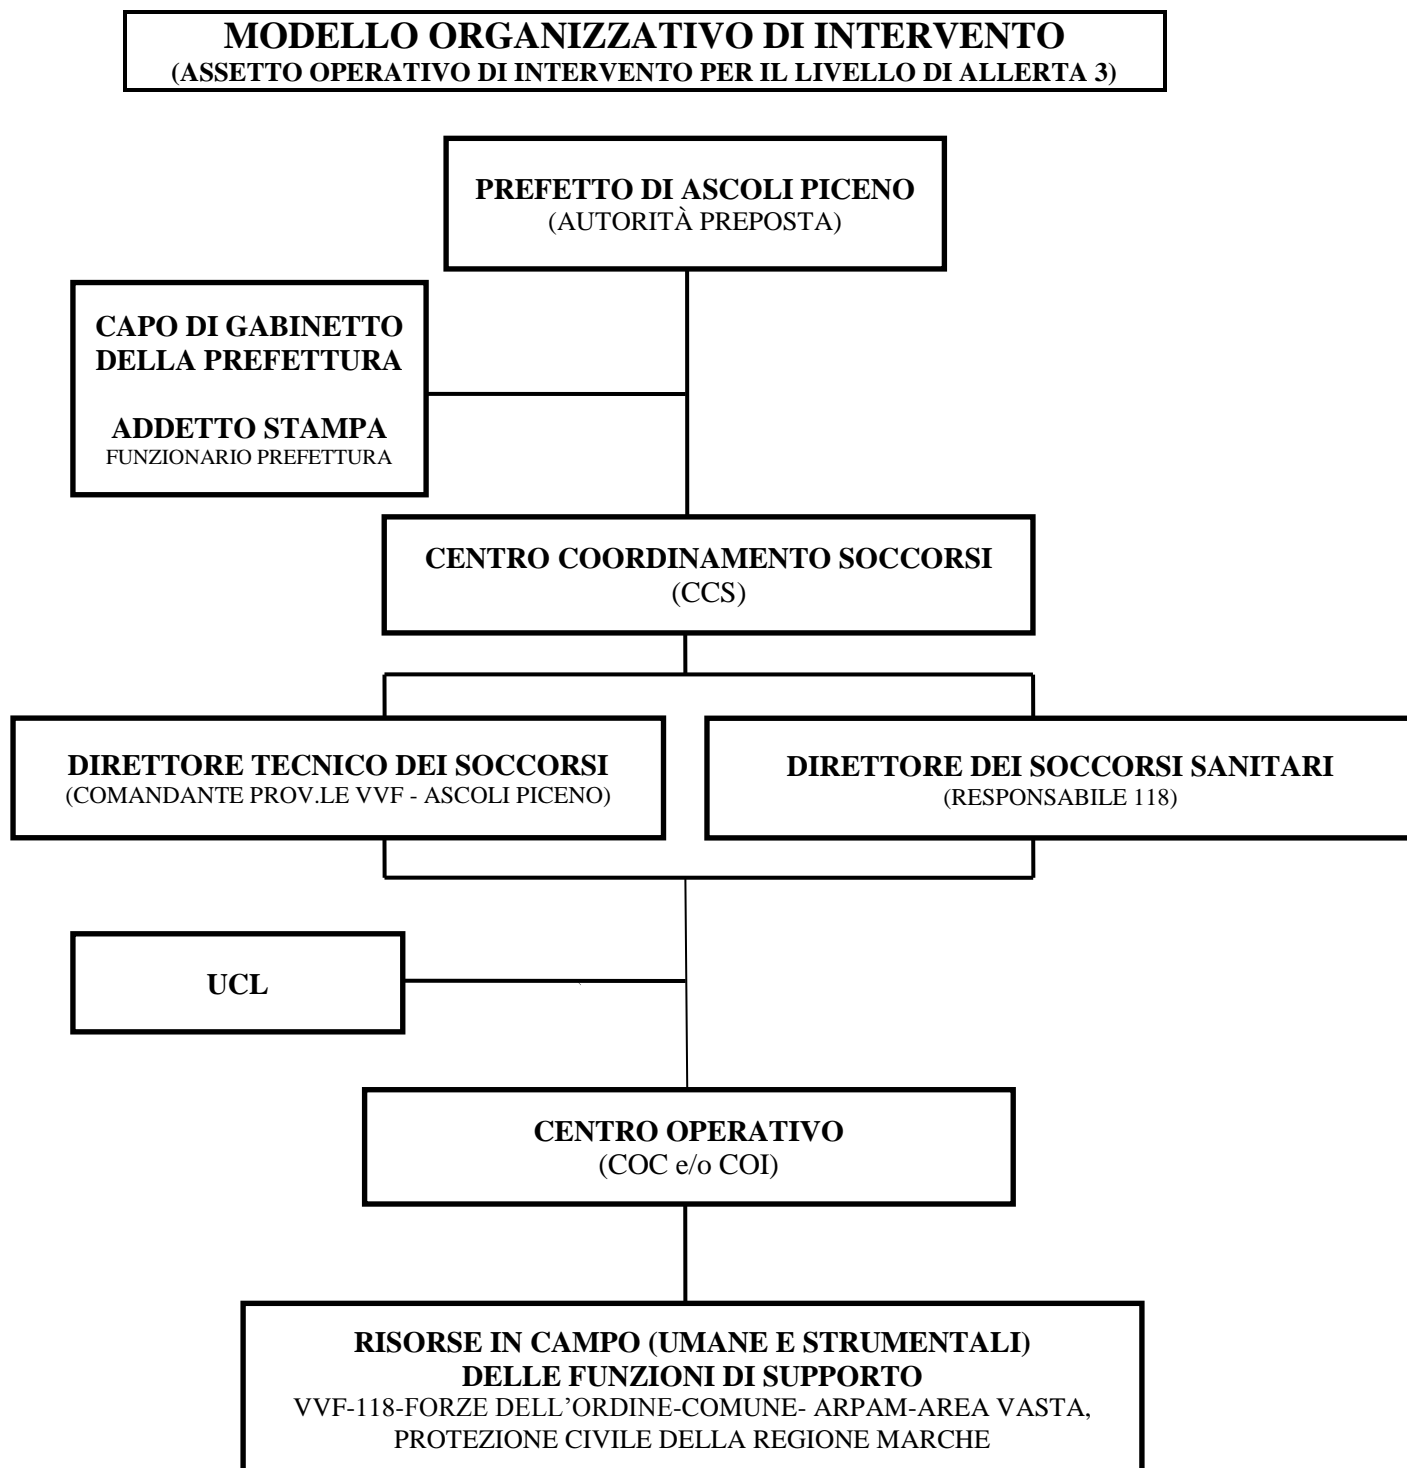 MODELLO ORGANIZZATIVO DI INTERVENTO
(ASSETTO OPERATIVO DI INTERVENTO PER IL LIVELLO DI ALLERTA 3)
PREFETTO DI ASCOLI PICENO
(AUTORITÀ PREPOSTA)
CAPO DI GABINETTO
DELLA PREFETTURA
ADDETTO STAMPA
FUNZIONARIO PREFETTURA
CENTRO COORDINAMENTO SOCCORSI
(CCS)
DIRETTORE TECNICO DEI SOCCORSI
(COMANDANTE PROV.LE VVF - ASCOLI PICENO)
DIRETTORE DEI SOCCORSI SANITARI
(RESPONSABILE 118)
UCL
CENTRO OPERATIVO
(COC e/o COI)
RISORSE IN CAMPO (UMANE E STRUMENTALI)
DELLE FUNZIONI DI SUPPORTO
VVF-118-FORZE DELL’ORDINE-COMUNE- ARPAM-AREA VASTA,
PROTEZIONE CIVILE DELLA REGIONE MARCHE